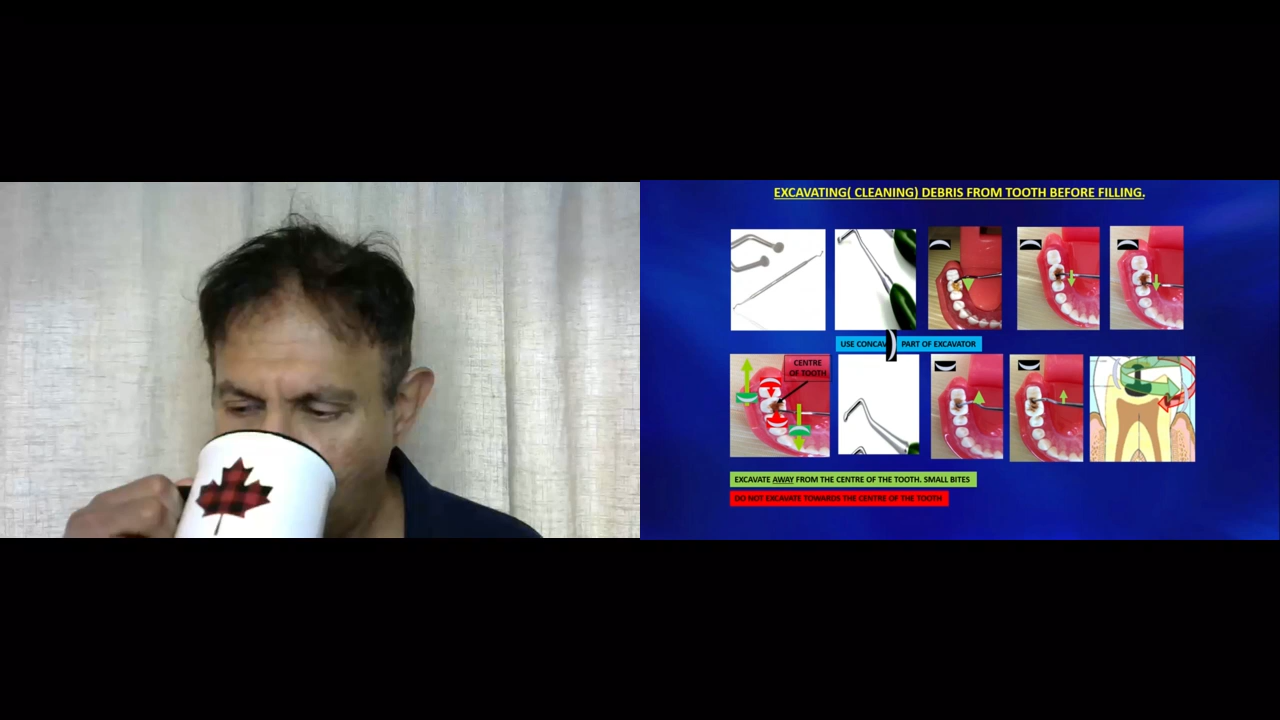 EXCAVATING( CLEANING) DEBRIS FROM TOOTH BEFORE FILLING.
USE CONCAV PART OF EXCAVATOR
CENTRE
OF TOOTH
EXCAVATE AWAY FROM THE CENTRE OF THE TOOTH. SMALL BITES
DO NOT EXCAVATE TOWARDS THE CENTRE OF THE TOOTH